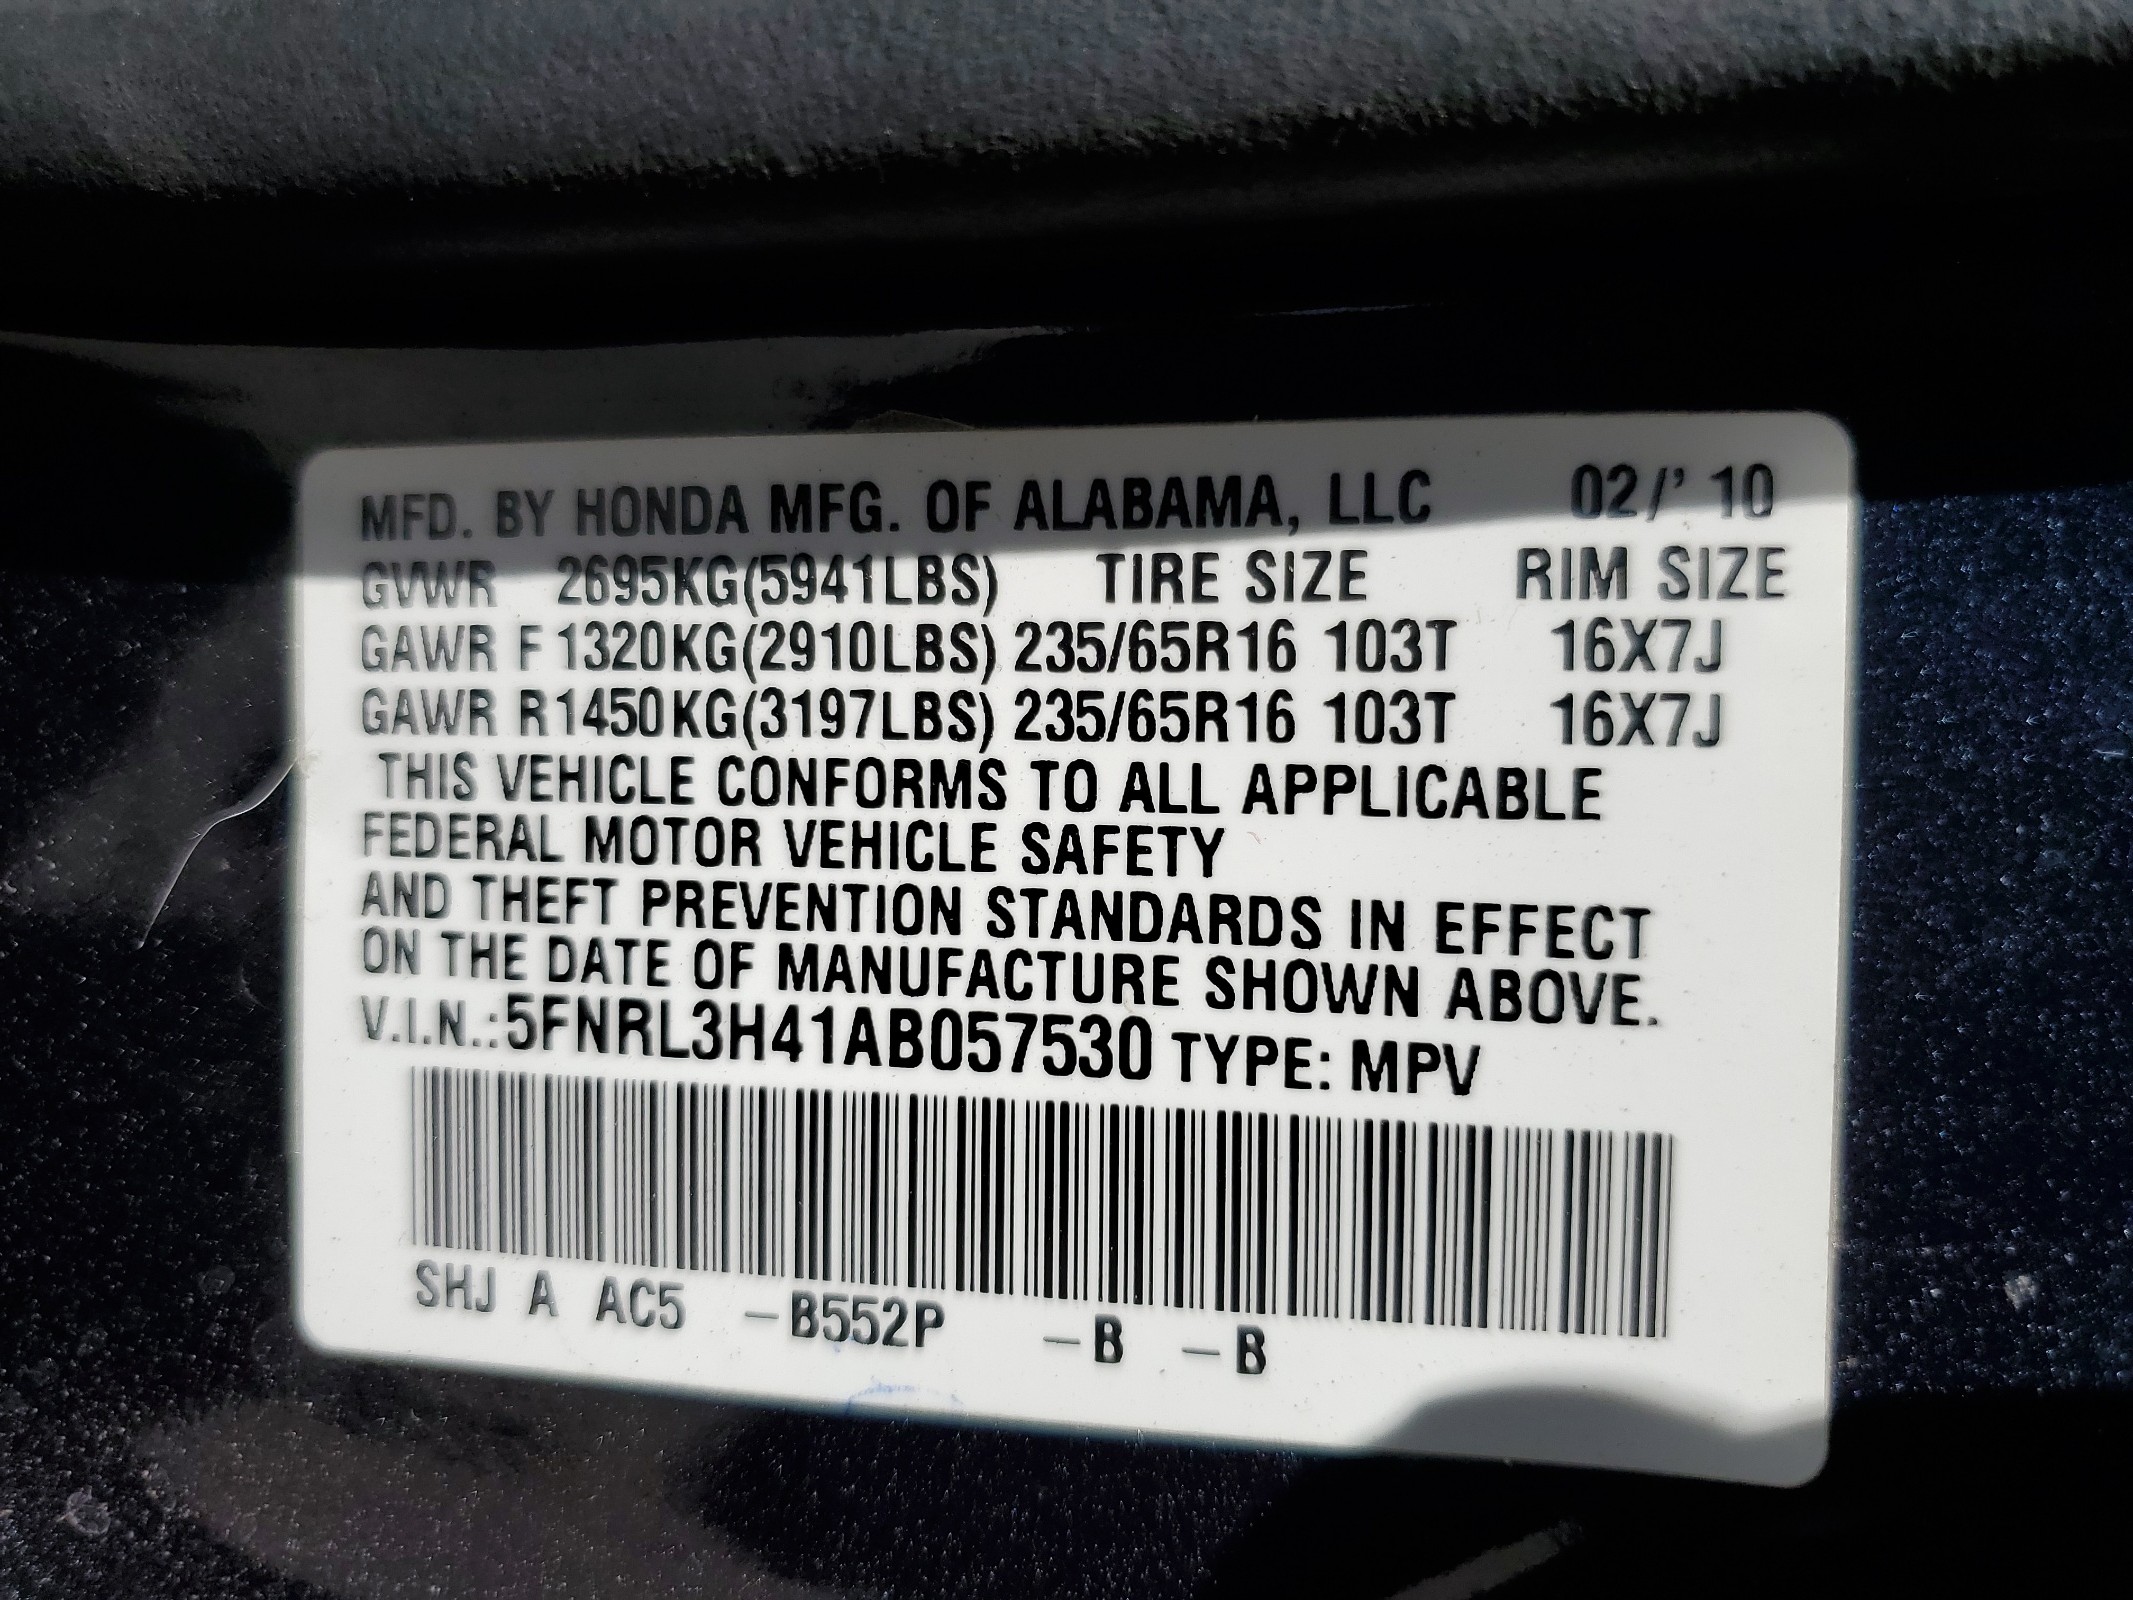 MFD. BY HONDA MFG. OF ALABAMA, LLC 02/' 10
GVWR 2695KG(5941LBS) TIRE SIZE RIM SIZE
GAWR F 1320KG(2910LBS) 235/65R16 103T 16X7J
GAWR R 1450KG(3197LBS) 235/65R16 103T 16X7J
THIS VEHICLE CONFORMS TO ALL APPLICABLE
FEDERAL MOTOR VEHICLE SAFETY
AND THEFT PREVENTION STANDARDS IN EFFECT
ON THE DATE OF MANUFACTURE SHOWN ABOVE.
V.I.N.:5FNRL3H41AB057530 TYPE: MPV
SHJ A AC5 -B552P -B -B